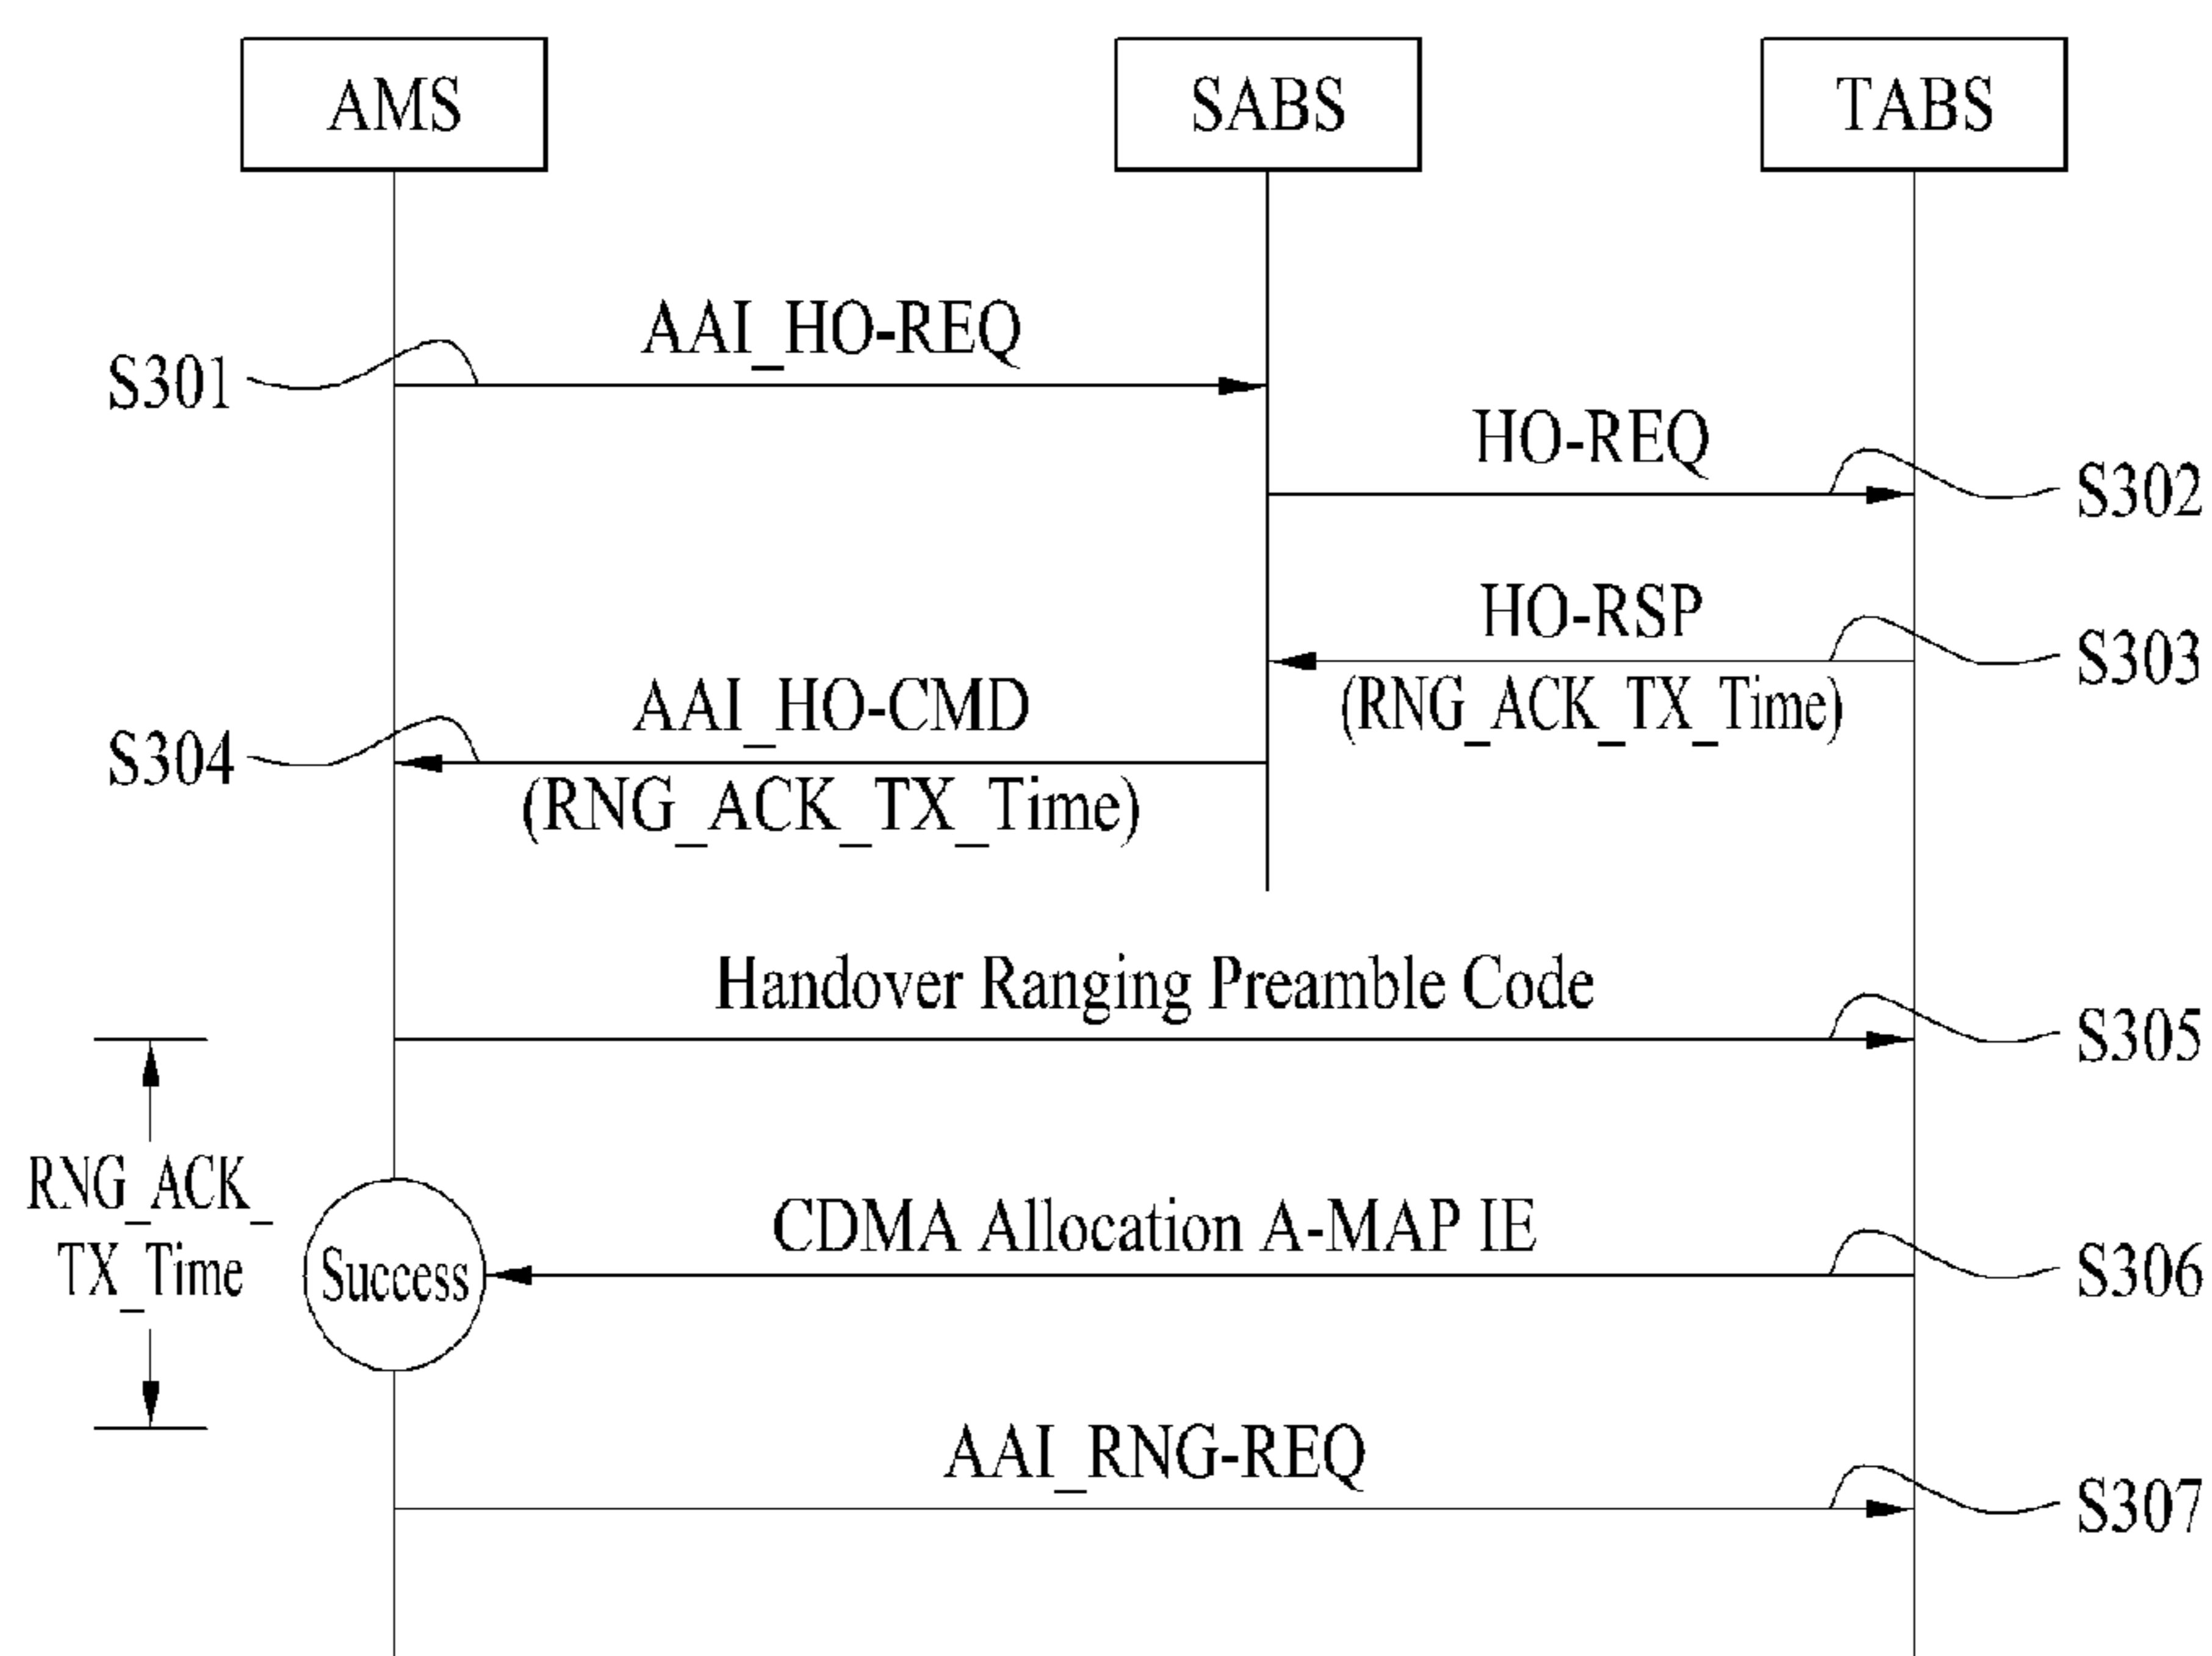 AMS
SABS
TABS
AAI_HO-REQ
S301
HO-REQ
S302
HO-RSP
S303
(RNG_ACK_TX_Time)
AAI_HO-CMD
S304
(RNG_ACK_TX_Time)
Handover Ranging Preamble Code
S305
RNG_ACK_
TX_Time
Success
CDMA Allocation A-MAP IE
S306
AAI_RNG-REQ
S307